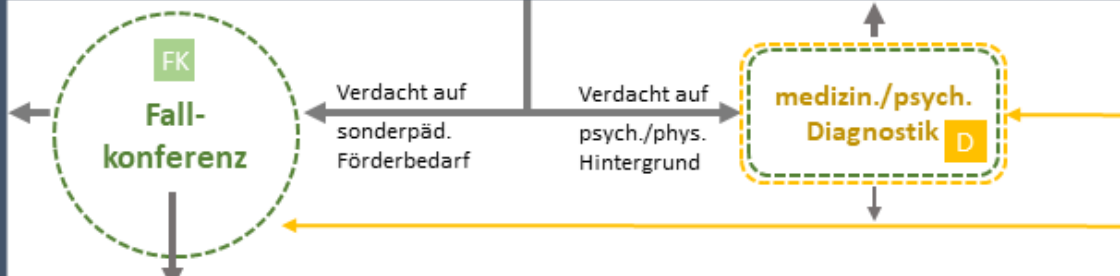 FK
Fall-
konferenz
Verdacht auf
sonderpäd.
Förderbedarf
Verdacht auf
psych./phys.
Hintergrund
medizin./psych.
Diagnostik
D